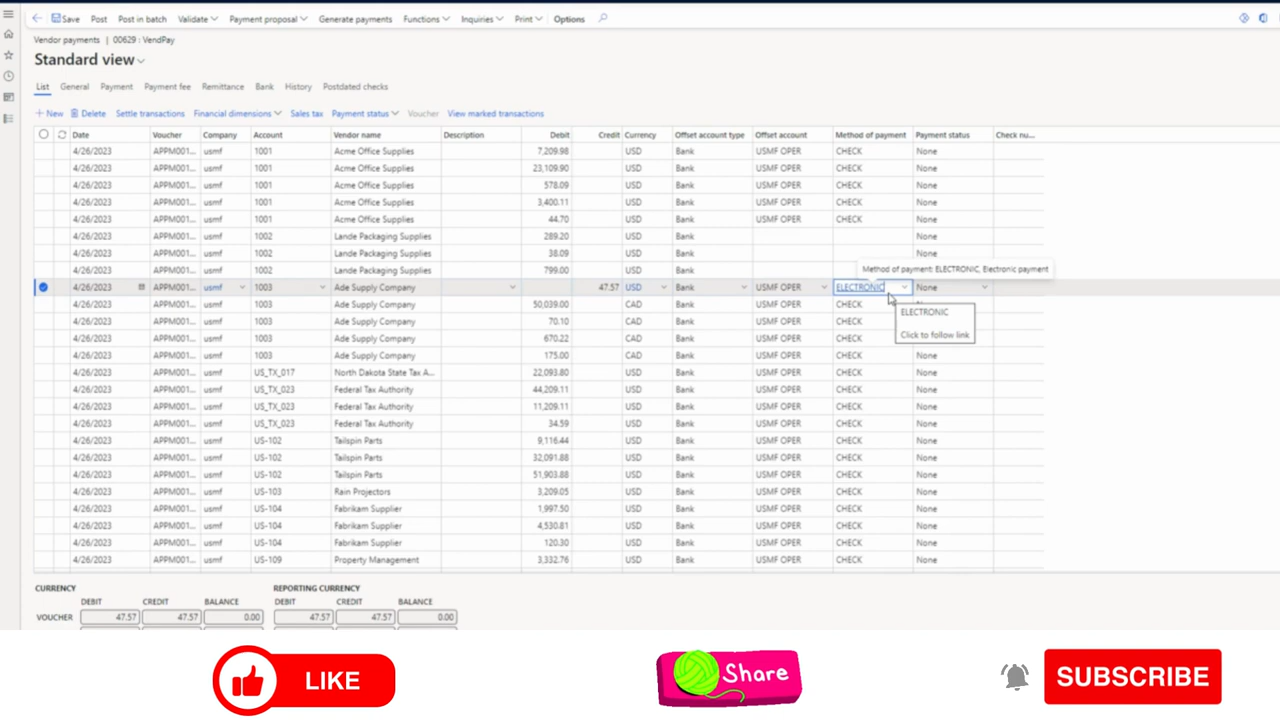 Save Post Post in batch Validate Payment proposal Generate payments Functions Inquiries Print Options
Vendor payments | 00629 : VendPay
Standard view
List General Payment Payment fee Remittance Bank History Postdated checks
+ New Delete Settle transactions Financial dimensions Sales tax Payment status Voucher View marked transactions
Date Voucher Company Account Vendor name Description Debit Credit Currency Offset account type Offset account Method of payment Payment status Check nu...
4/26/2023 APPM001... usmf 1001 Acme Office Supplies 7,209.98 USD Bank USMF OPER CHECK None
4/26/2023 APPM001... usmf 1001 Acme Office Supplies 23,109.90 USD Bank USMF OPER CHECK None
4/26/2023 APPM001... usmf 1001 Acme Office Supplies 578.09 USD Bank USMF OPER CHECK None
4/26/2023 APPM001... usmf 1001 Acme Office Supplies 3,400.11 USD Bank USMF OPER CHECK None
4/26/2023 APPM001... usmf 1001 Acme Office Supplies 44.70 USD Bank USMF OPER CHECK None
4/26/2023 APPM001... usmf 1002 Lande Packaging Supplies 289.20 USD Bank None
4/26/2023 APPM001... usmf 1002 Lande Packaging Supplies 38.09 USD Bank None
4/26/2023 APPM001... usmf 1002 Lande Packaging Supplies 799.00 USD Bank
Method of payment: ELECTRONIC, Electronic payment
4/26/2023 APPM001... usmf 1003 Ade Supply Company 47.57 USD Bank USMF OPER ELECTRONIC None
4/26/2023 APPM001... usmf 1003 Ade Supply Company 50,039.00 CAD Bank USMF OPER CHECK
ELECTRONIC
4/26/2023 APPM001... usmf 1003 Ade Supply Company 70.10 CAD Bank USMF OPER CHECK
Click to follow link
4/26/2023 APPM001... usmf 1003 Ade Supply Company 670.22 CAD Bank USMF OPER CHECK
4/26/2023 APPM001... usmf 1003 Ade Supply Company 175.00 CAD Bank USMF OPER CHECK None
4/26/2023 APPM001... usmf US_TX_017 North Dakota State Tax A... 22,093.80 USD Bank USMF OPER CHECK None
4/26/2023 APPM001... usmf US_TX_023 Federal Tax Authority 44,209.11 USD Bank USMF OPER CHECK None
4/26/2023 APPM001... usmf US_TX_023 Federal Tax Authority 11,209.11 USD Bank USMF OPER CHECK None
4/26/2023 APPM001... usmf US_TX_023 Federal Tax Authority 34.59 USD Bank USMF OPER CHECK None
4/26/2023 APPM001... usmf US-102 Tailspin Parts 9,116.44 USD Bank USMF OPER CHECK None
4/26/2023 APPM001... usmf US-102 Tailspin Parts 32,091.88 USD Bank USMF OPER CHECK None
4/26/2023 APPM001... usmf US-102 Tailspin Parts 51,903.88 USD Bank USMF OPER CHECK None
4/26/2023 APPM001... usmf US-103 Rain Projectors 3,209.05 USD Bank USMF OPER CHECK None
4/26/2023 APPM001... usmf US-104 Fabrikam Supplier 1,997.50 USD Bank USMF OPER CHECK None
4/26/2023 APPM001... usmf US-104 Fabrikam Supplier 4,530.81 USD Bank USMF OPER CHECK None
4/26/2023 APPM001... usmf US-104 Fabrikam Supplier 120.30 USD Bank USMF OPER CHECK None
4/26/2023 APPM001... usmf US-109 Property Management 3,332.76 USD Bank USMF OPER CHECK None
CURRENCY REPORTING CURRENCY
DEBIT CREDIT BALANCE DEBIT CREDIT BALANCE
VOUCHER 47.57 47.57 0.00 47.57 47.57 0.00
LIKE Share SUBSCRIBE